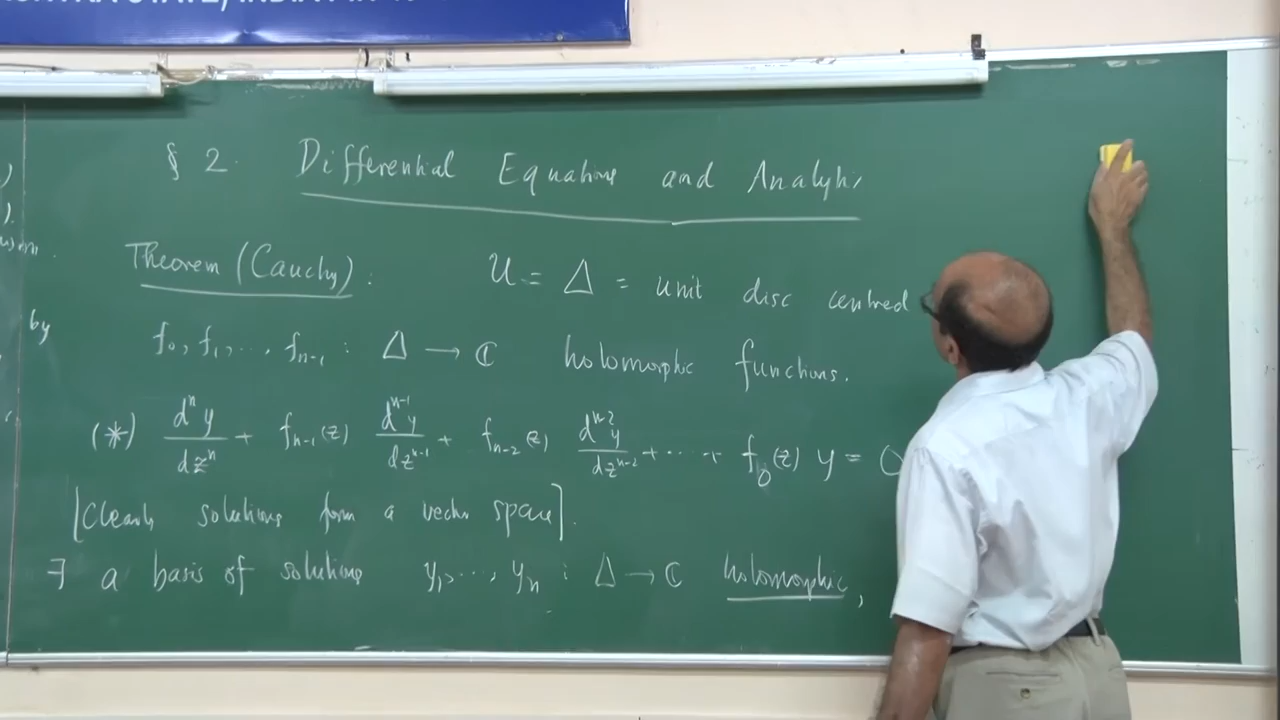 § 2. Differential Equations and Analytic
Theorem (Cauchy): U = Δ = unit disc centred
f₀, f₁, ..., fₙ₋₁ : Δ → ℂ holomorphic functions.
(*) dⁿy/dzⁿ + fₙ₋₁(z) dⁿ⁻¹y/dzⁿ⁻¹ + fₙ₋₂(z) dⁿ⁻²y/dzⁿ⁻² + ... + f₀(z) y = 0
[Clearly solutions form a vector space].
∃ a basis of solutions y₁, ..., yₙ : Δ → ℂ holomorphic,
by